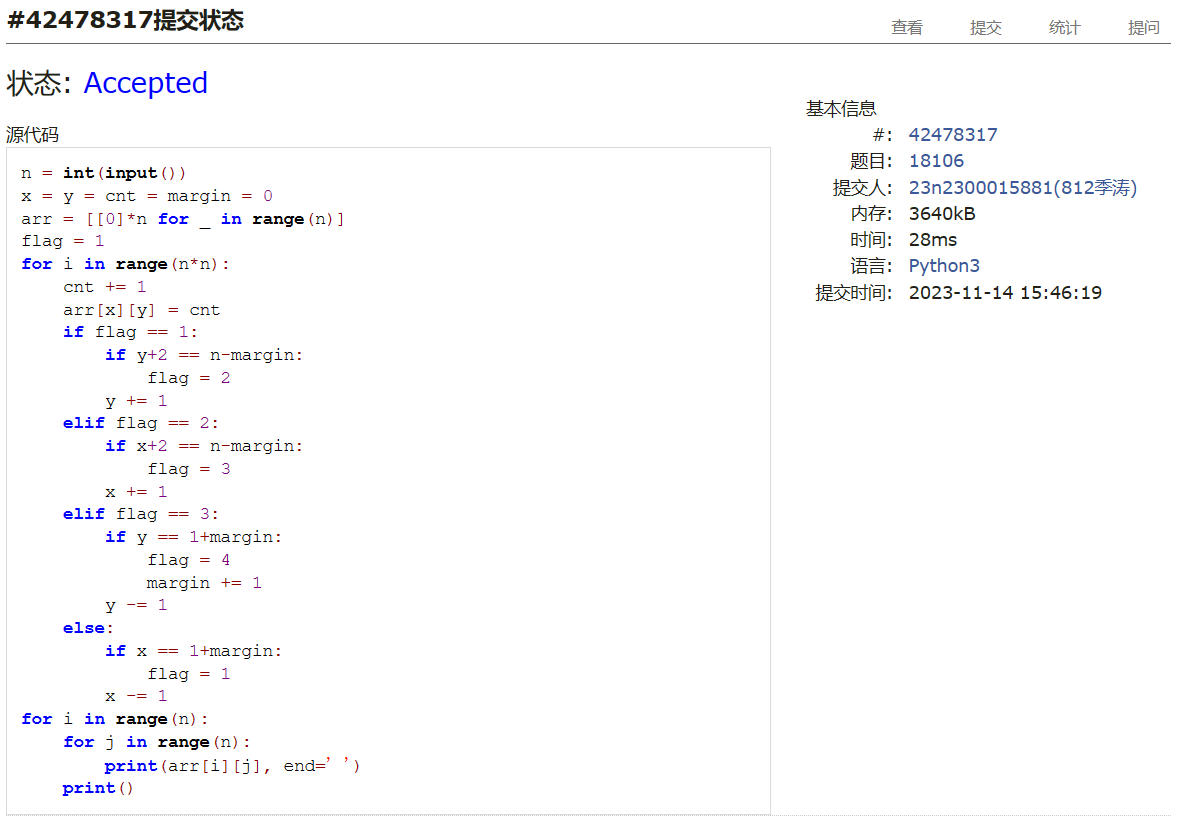 #42478317提交状态
查看 提交 统计 提问
状态: Accepted
源代码
n = int(input())
x = y = cnt = margin = 0
arr = [[0]*n for _ in range(n)]
flag = 1
for i in range(n*n):
    cnt += 1
    arr[x][y] = cnt
    if flag == 1:
        if y+2 == n-margin:
            flag = 2
        y += 1
    elif flag == 2:
        if x+2 == n-margin:
            flag = 3
        x += 1
    elif flag == 3:
        if y == 1+margin:
            flag = 4
            margin += 1
        y -= 1
    else:
        if x == 1+margin:
            flag = 1
        x -= 1
for i in range(n):
    for j in range(n):
        print(arr[i][j], end=' ')
    print()
基本信息
#: 42478317
题目: 18106
提交人: 23n2300015881(812季涛)
内存: 3640kB
时间: 28ms
语言: Python3
提交时间: 2023-11-14 15:46:19